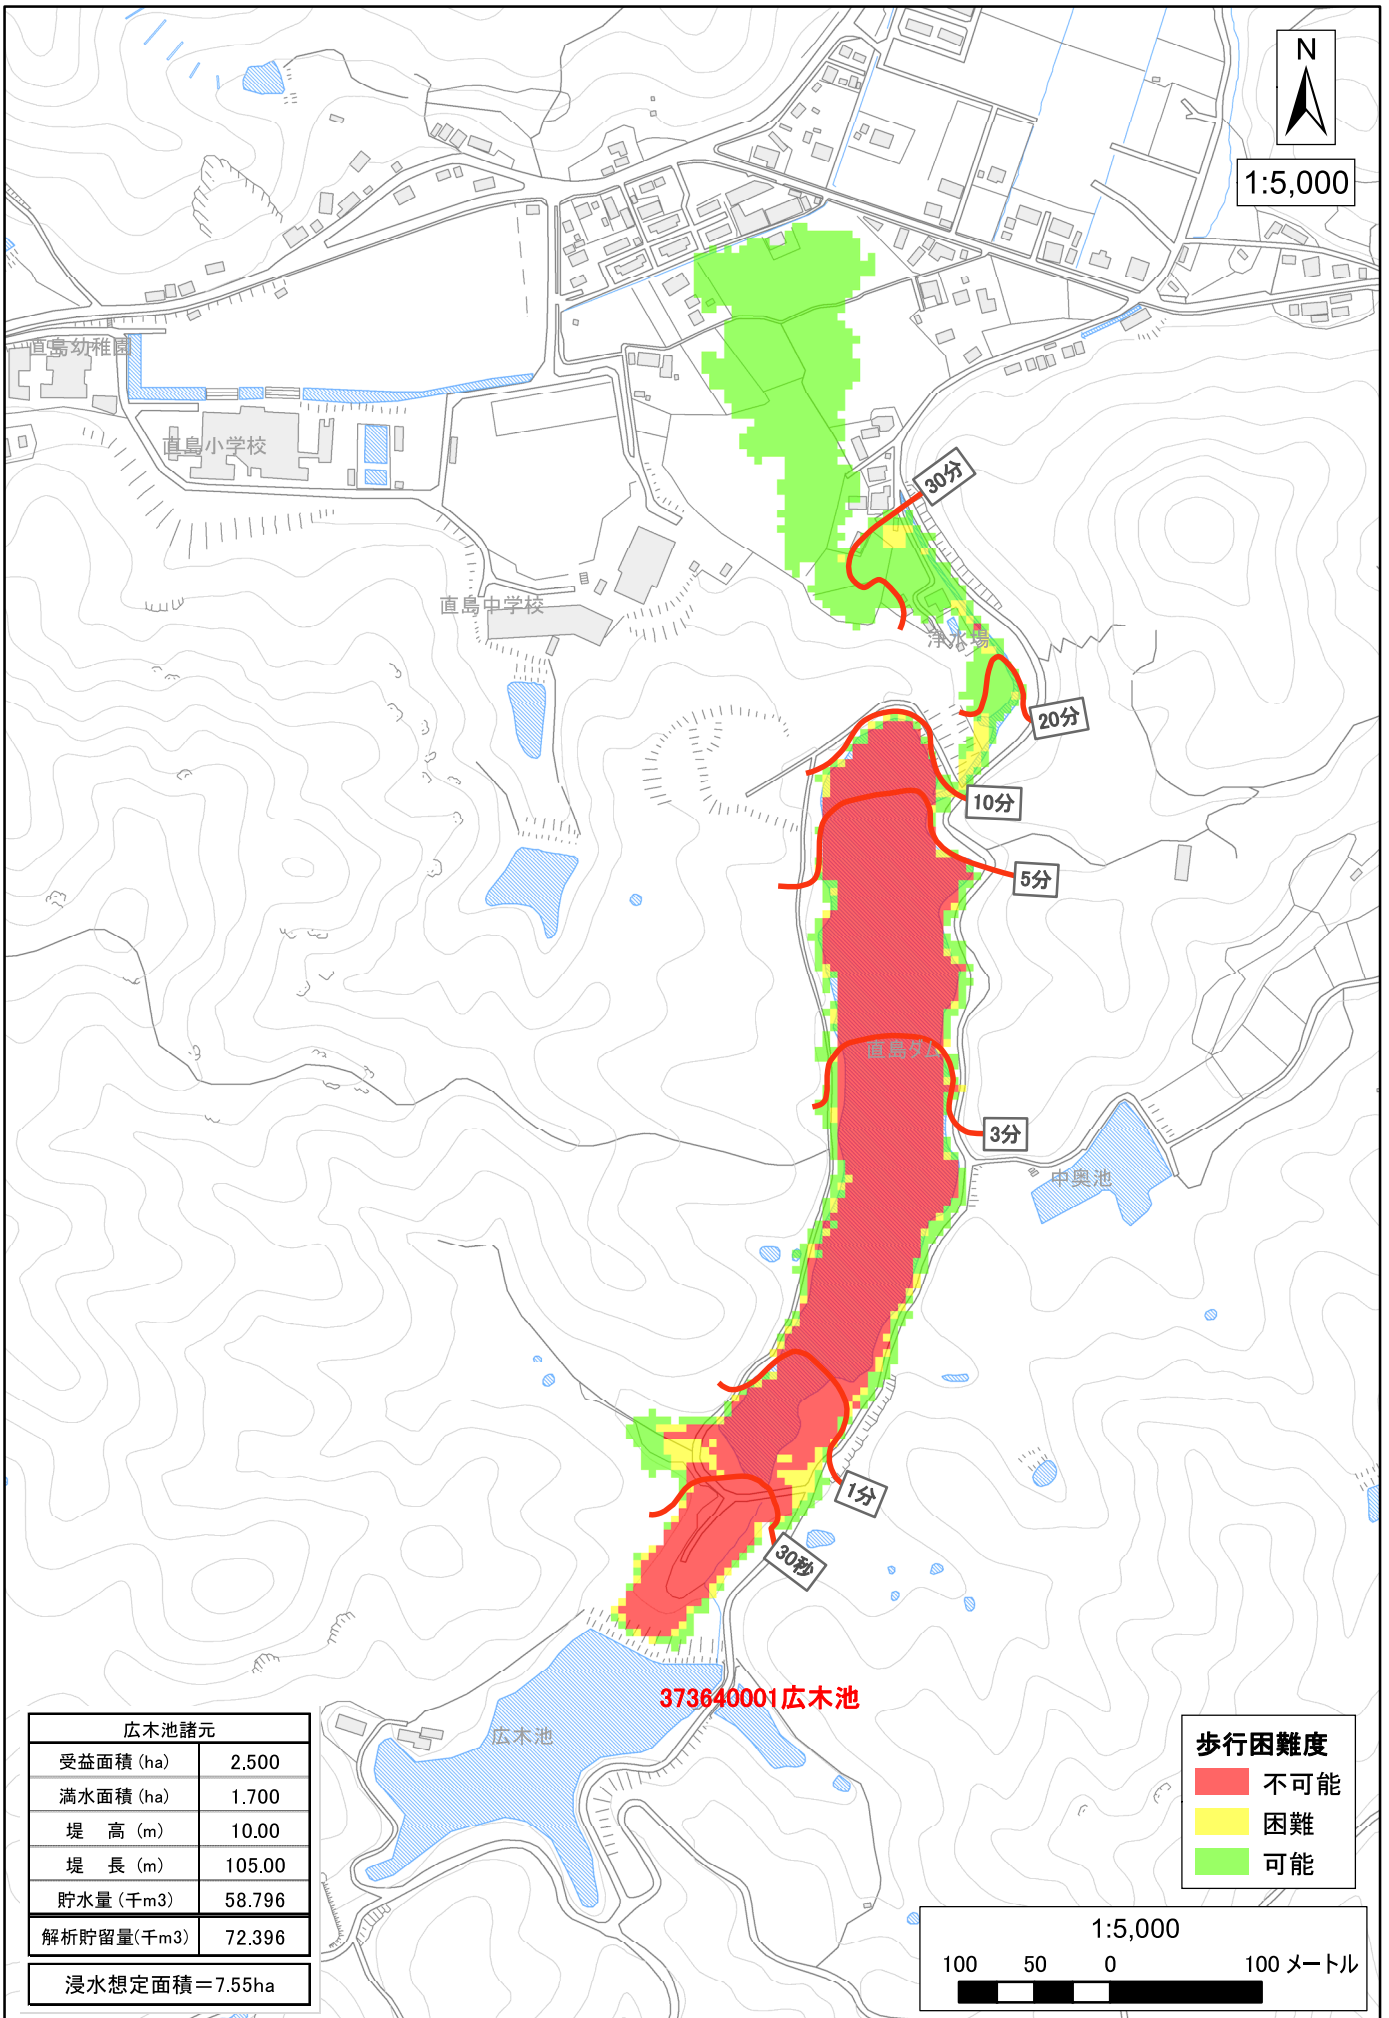 N
1:5,000
直島幼稚園
直島小学校
30分
直島中学校
浄水場
20分
10分
5分
直島ダム
3分
中奥池
1分
30秒
373640001広木池
広木池
広木池諸元
受益面積(ha) 2.500
満水面積(ha) 1.700
堤 高 (m) 10.00
堤 長 (m) 105.00
貯水量(千m3) 58.796
解析貯留量(千m3) 72.396
浸水想定面積=7.55ha
歩行困難度
不可能
困難
可能
1:5,000
100 50 0 100 メートル